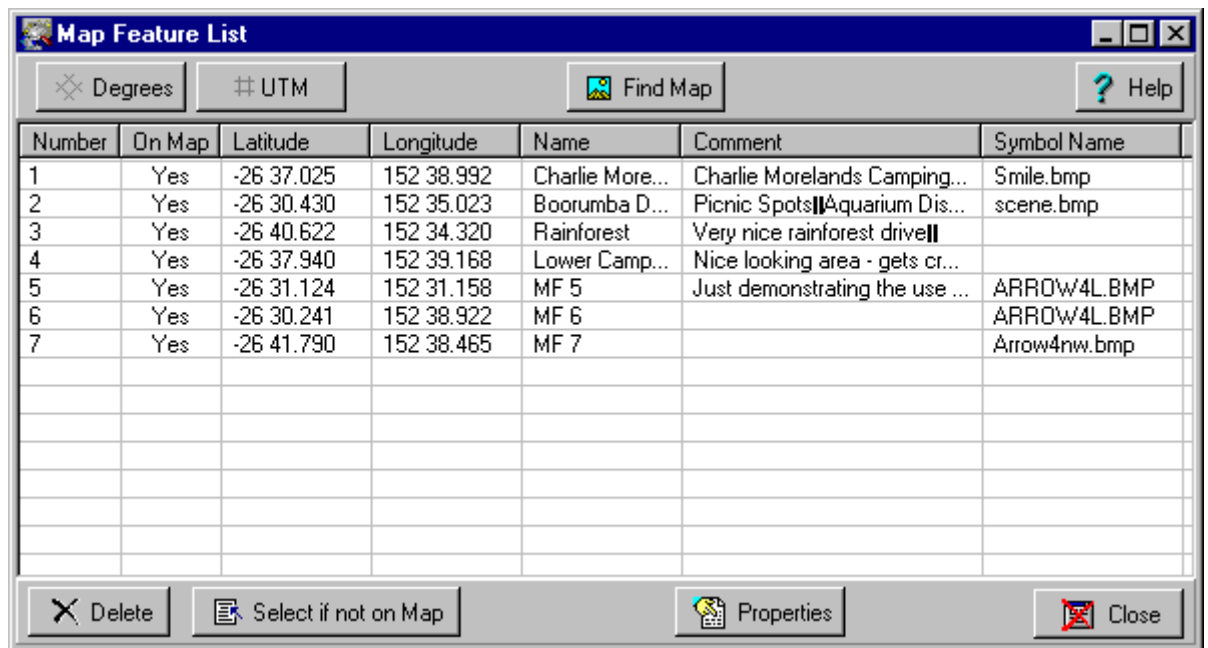 Map Feature List
Degrees UTM Find Map Help
Number On Map Latitude Longitude Name Comment Symbol Name
1 Yes -26 37.025 152 38.992 Charlie More... Charlie Morelands Camping... Smile.bmp
2 Yes -26 30.430 152 35.023 Boorumba D... Picnic Spots||Aquarium Dis... scene.bmp
3 Yes -26 40.622 152 34.320 Rainforest Very nice rainforest drive||
4 Yes -26 37.940 152 39.168 Lower Camp... Nice looking area - gets cr...
5 Yes -26 31.124 152 31.158 MF 5 Just demonstrating the use ... ARROW4L.BMP
6 Yes -26 30.241 152 38.922 MF 6 ARROW4L.BMP
7 Yes -26 41.790 152 38.465 MF 7 Arrow4nw.bmp
Delete Select if not on Map Properties Close